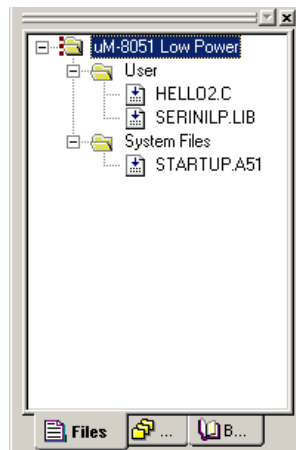 uM-8051 Low Power
User
HELLO2.C
SERINILP.LIB
System Files
STARTUP.A51
Files ... B...